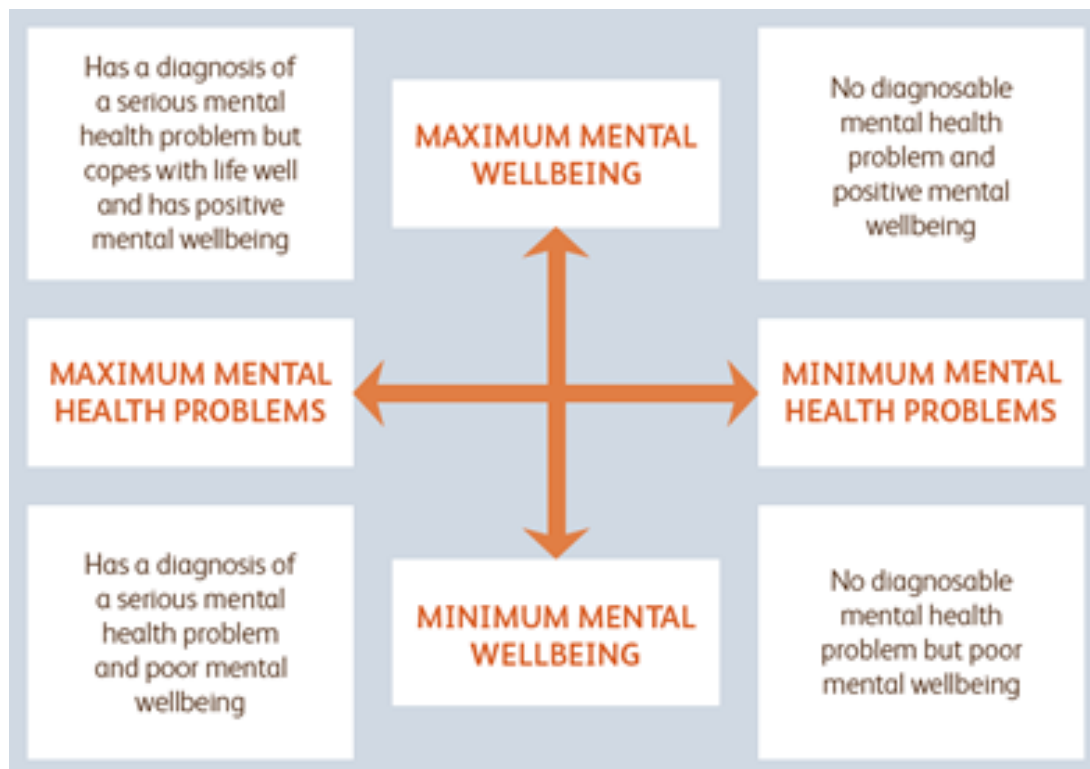 Has a diagnosis of
a serious mental
health problem but
copes with life well
and has positive
mental wellbeing
MAXIMUM MENTAL
WELLBEING
No diagnosable
mental health
problem and
positive mental
wellbeing
MAXIMUM MENTAL
HEALTH PROBLEMS
MINIMUM MENTAL
HEALTH PROBLEMS
Has a diagnosis of
a serious mental
health problem
and poor mental
wellbeing
MINIMUM MENTAL
WELLBEING
No diagnosable
mental health
problem but poor
mental wellbeing